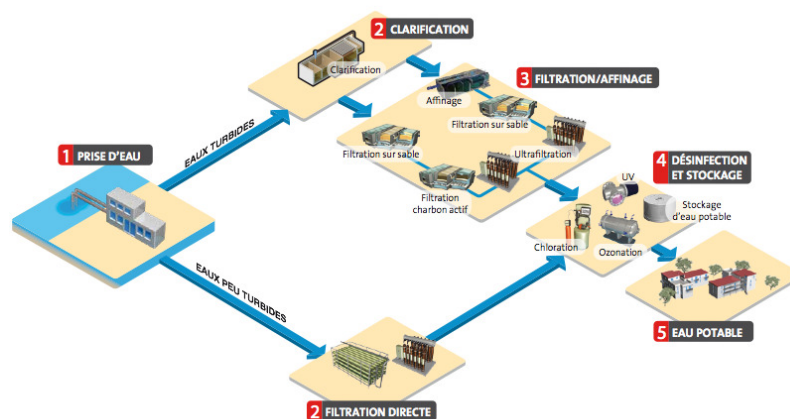 2 CLARIFICATION
Clarification
3 FILTRATION/AFFINAGE
Affinage
Filtration sur sable
EAUX TURBIDES
1 PRISE D'EAU
Filtration sur sable
Ultrafiltration
4 DÉSINFECTION
ET STOCKAGE
UV
Filtration
charbon actif
Stockage
d'eau potable
Chloration
Ozonation
EAUX PEU TURBIDES
5 EAU POTABLE
2 FILTRATION DIRECTE